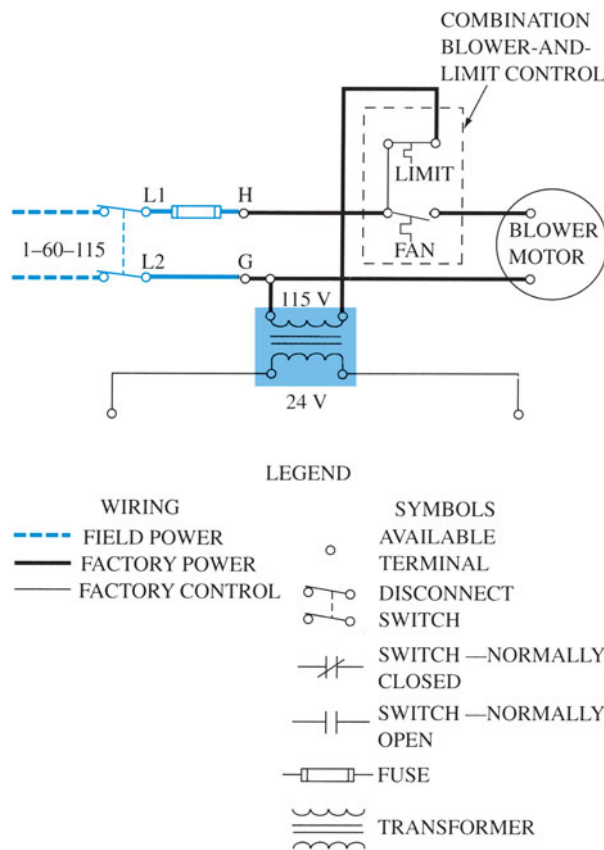 COMBINATION
BLOWER-AND-
LIMIT CONTROL
LIMIT
L1
H
FAN
BLOWER
MOTOR
1–60–115
L2
G
115 V
24 V
LEGEND
WIRING
FIELD POWER
FACTORY POWER
FACTORY CONTROL
SYMBOLS
AVAILABLE
TERMINAL
DISCONNECT
SWITCH
SWITCH —NORMALLY
CLOSED
SWITCH —NORMALLY
OPEN
FUSE
TRANSFORMER